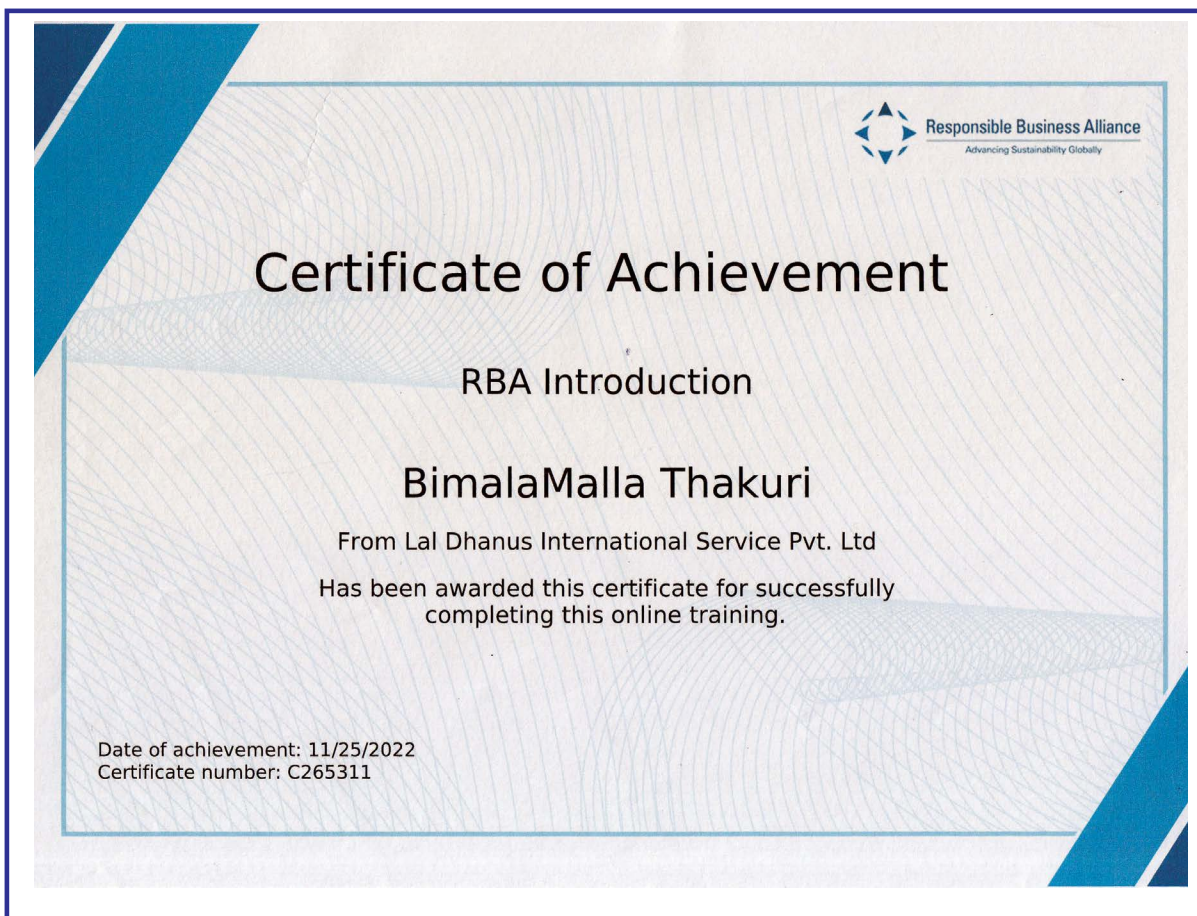 Responsible Business Alliance
Advancing Sustainability Globally
Certificate of Achievement
RBA Introduction
BimalaMalla Thakuri
From Lal Dhanus International Service Pvt. Ltd
Has been awarded this certificate for successfully
completing this online training.
Date of achievement: 11/25/2022
Certificate number: C265311